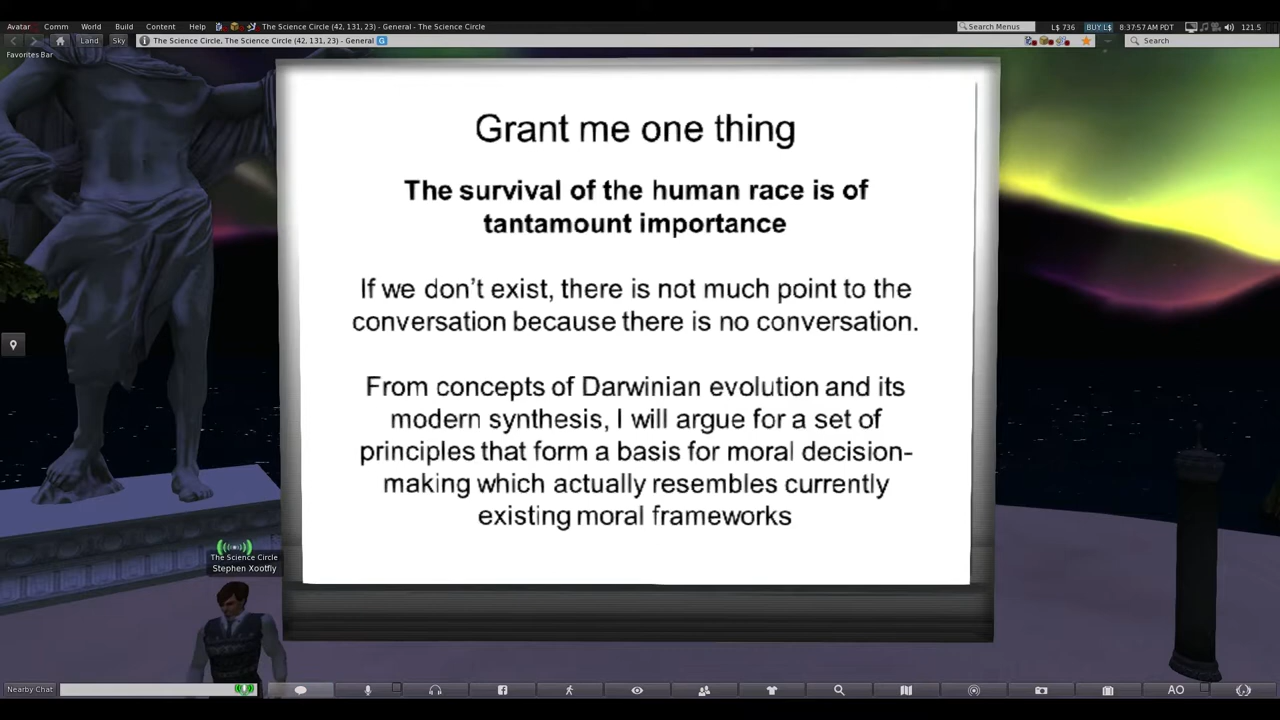 Avatar Comm World Build Content Help The Science Circle (42, 131, 23) - General - The Science Circle Search Menus L$ 736 BUY L$ 8:37:57 AM PDT 121.5
Land Sky The Science Circle, The Science Circle (42, 131, 23) - General G Search
Favorites Bar
Grant me one thing
The survival of the human race is of
tantamount importance
If we don't exist, there is not much point to the
conversation because there is no conversation.
From concepts of Darwinian evolution and its
modern synthesis, I will argue for a set of
principles that form a basis for moral decision-
making which actually resembles currently
existing moral frameworks
The Science Circle
Stephen Xootfly
Nearby Chat AO